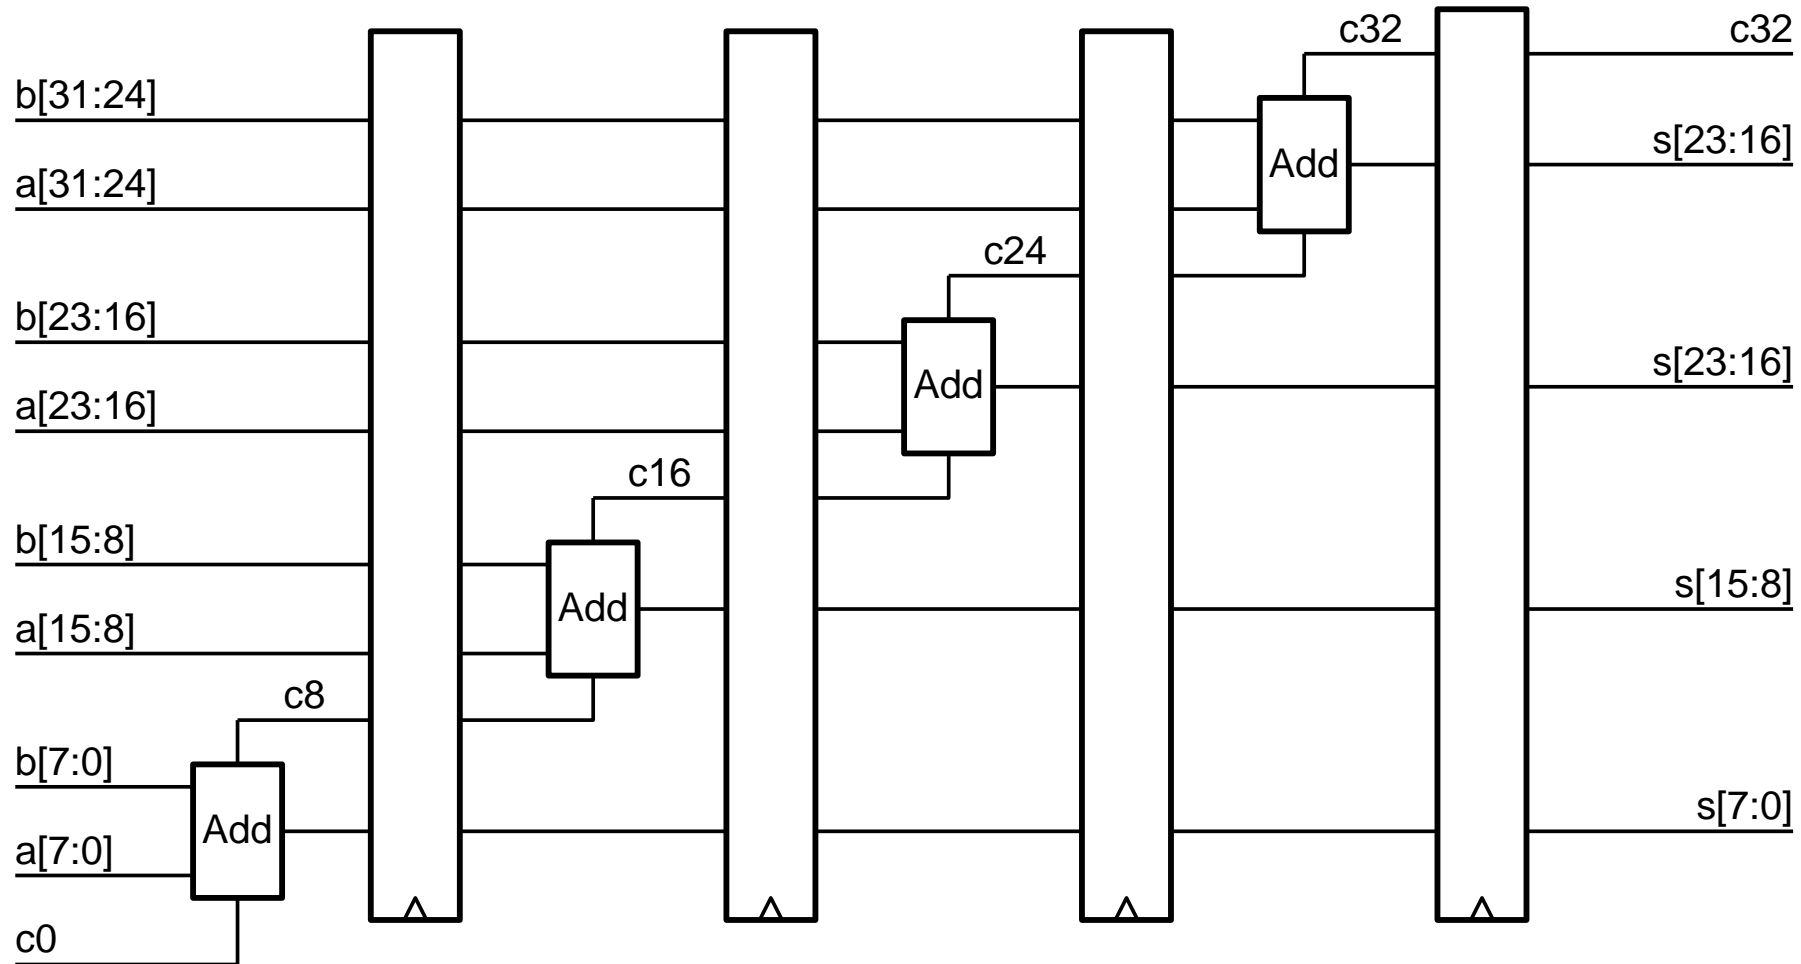 c32
c32
b[31:24]
s[23:16]
Add
a[31:24]
c24
b[23:16]
s[23:16]
Add
a[23:16]
c16
b[15:8]
s[15:8]
Add
a[15:8]
c8
b[7:0]
s[7:0]
Add
a[7:0]
c0